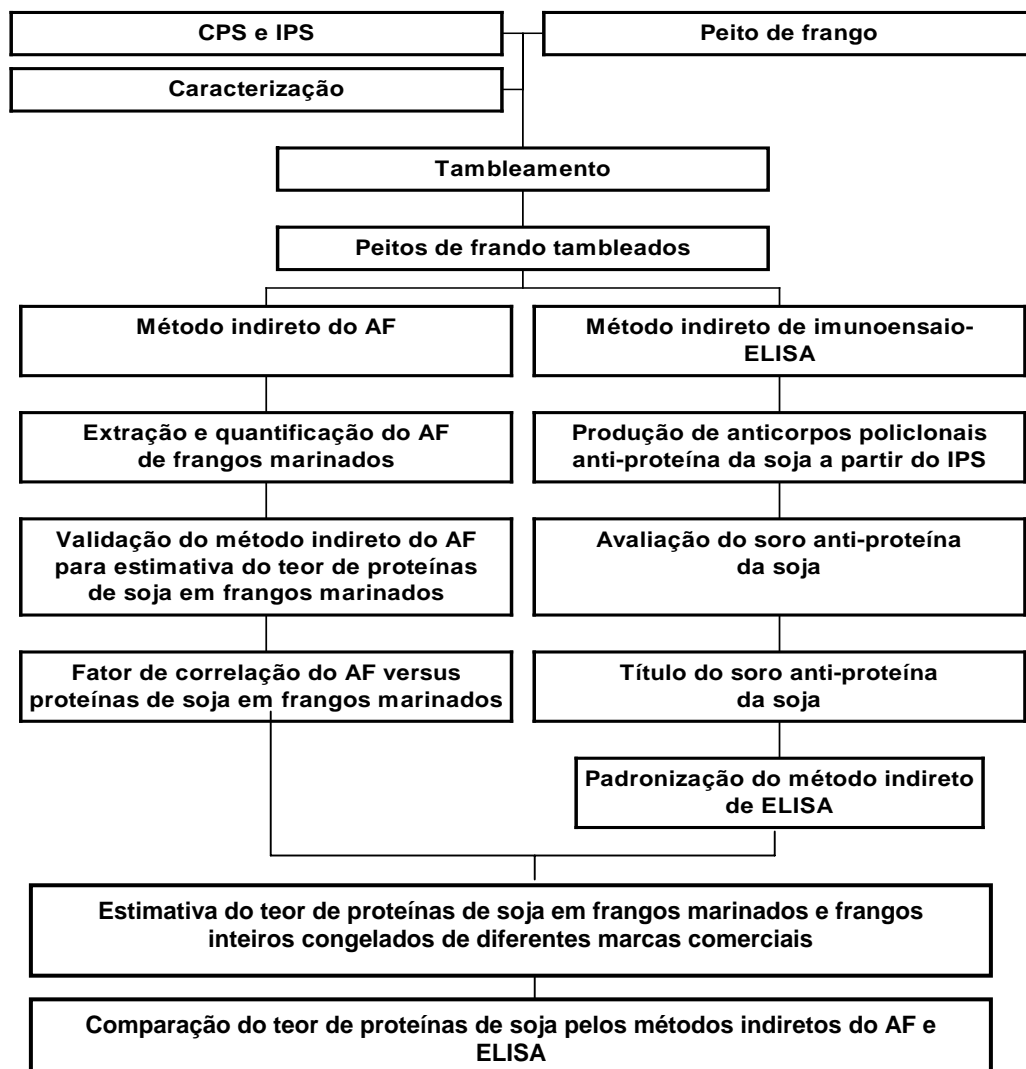 CPS e IPS
Peito de frango
Caracterização
Tambleamento
Peitos de frando tambleados
Método indireto do AF
Método indireto de imunoensaio-
ELISA
Extração e quantificação do AF
de frangos marinados
Produção de anticorpos policlonais
anti-proteína da soja a partir do IPS
Validação do método indireto do AF
para estimativa do teor de proteínas
de soja em frangos marinados
Avaliação do soro anti-proteína
da soja
Fator de correlação do AF versus
proteínas de soja em frangos marinados
Título do soro anti-proteína
da soja
Padronização do método indireto
de ELISA
Estimativa do teor de proteínas de soja em frangos marinados e frangos
inteiros congelados de diferentes marcas comerciais
Comparação do teor de proteínas de soja pelos métodos indiretos do AF e
ELISA